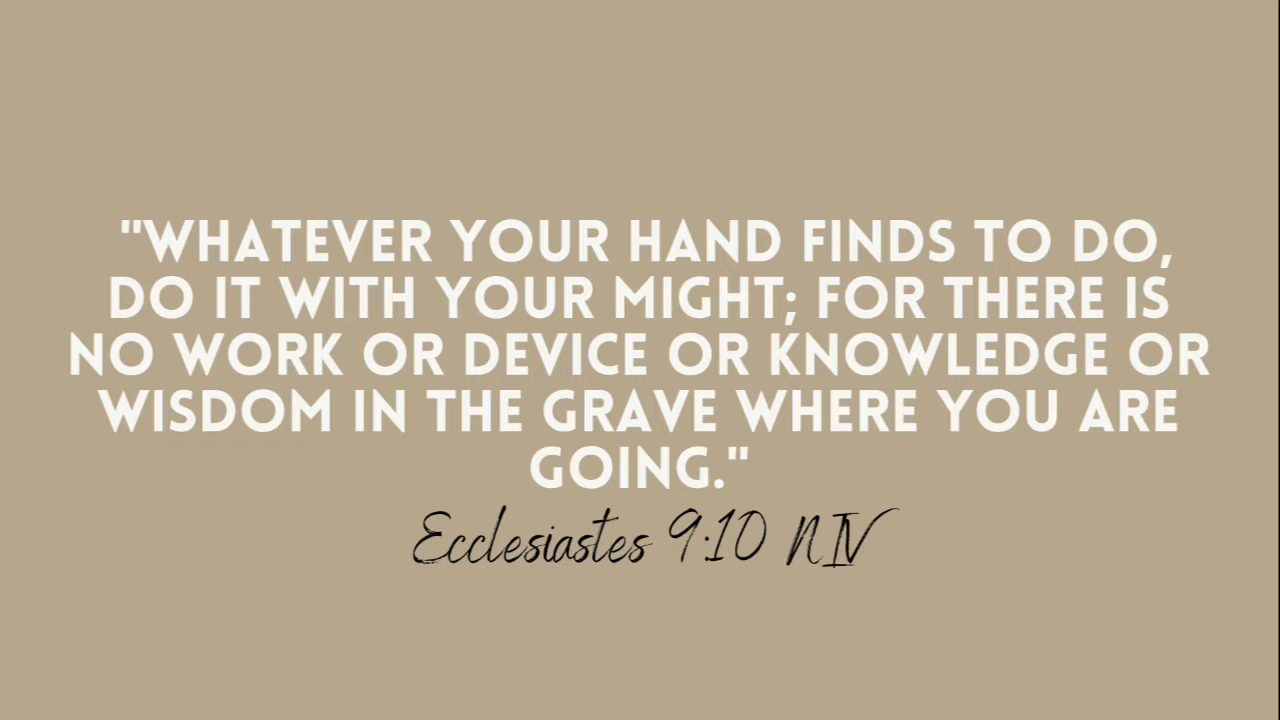 "WHATEVER YOUR HAND FINDS TO DO,
DO IT WITH YOUR MIGHT; FOR THERE IS
NO WORK OR DEVICE OR KNOWLEDGE OR
WISDOM IN THE GRAVE WHERE YOU ARE
GOING."
Ecclesiastes 9:10 NIV